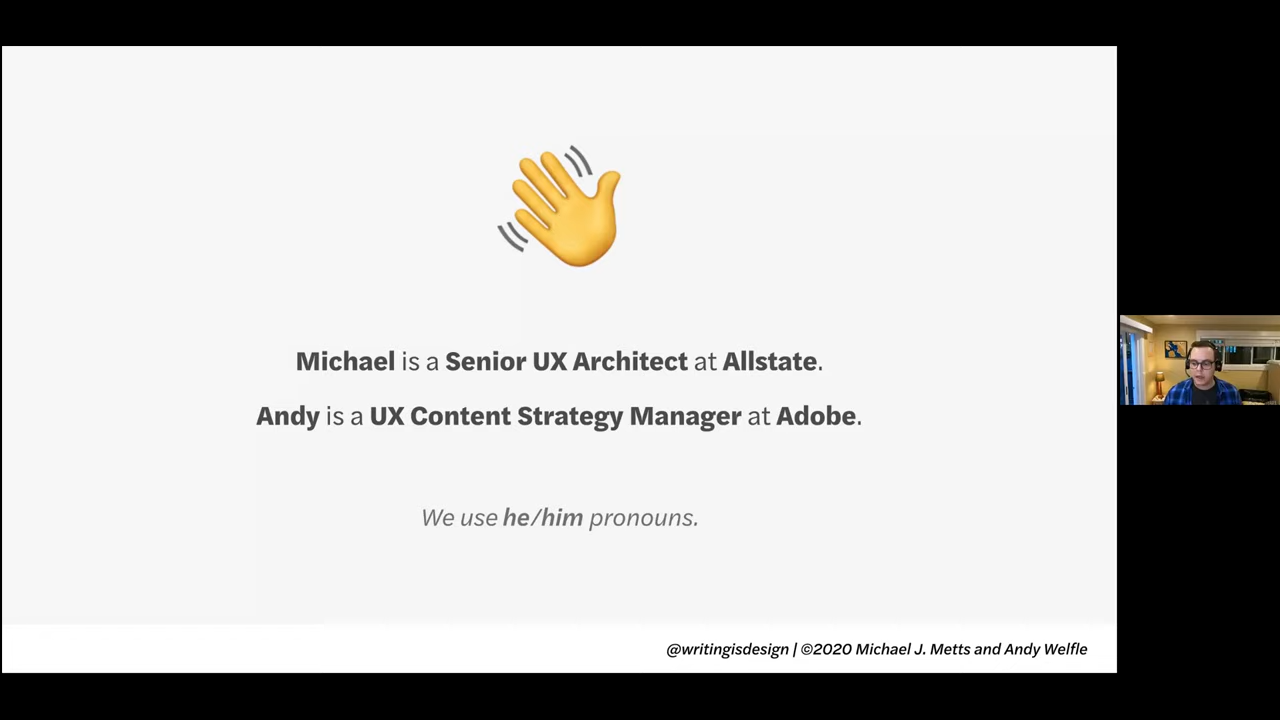 Michael is a Senior UX Architect at Allstate.
Andy is a UX Content Strategy Manager at Adobe.
We use he/him pronouns.
@writingisdesign | ©2020 Michael J. Metts and Andy Welfle